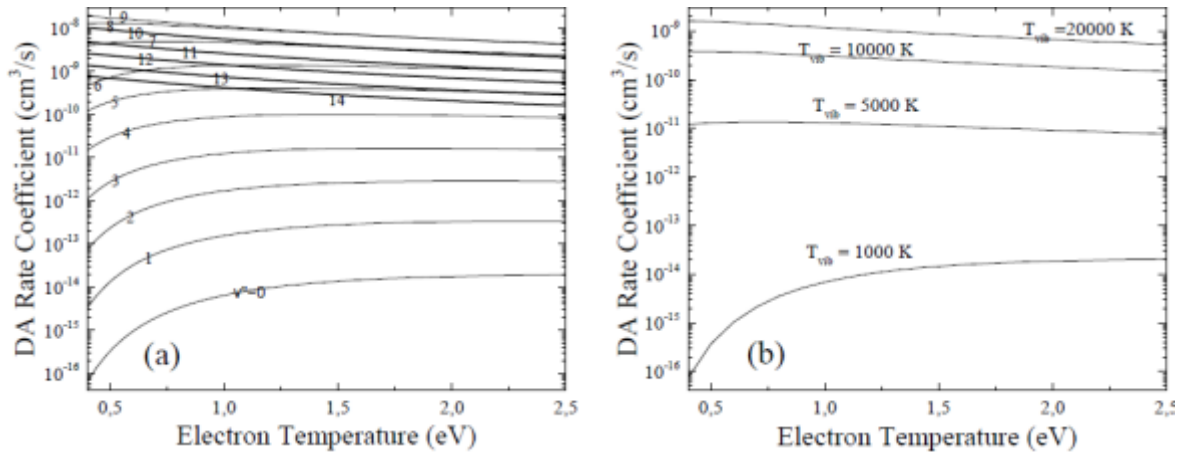 DA Rate Coefficient (cm³/s)
10⁻⁸
10⁻⁹
10⁻¹⁰
10⁻¹¹
10⁻¹²
10⁻¹³
10⁻¹⁴
10⁻¹⁵
10⁻¹⁶
9
8
10
7
11
12
13
6
14
5
4
3
2
1
v"=0
(a)
0,5 1,0 1,5 2,0 2,5
Electron Temperature (eV)
DA Rate Coefficient (cm³/s)
10⁻⁹
10⁻¹⁰
10⁻¹¹
10⁻¹²
10⁻¹³
10⁻¹⁴
10⁻¹⁵
10⁻¹⁶
T_vib=20000 K
T_vib = 10000 K
T_vib = 5000 K
T_vib = 1000 K
(b)
0,5 1,0 1,5 2,0 2,5
Electron Temperature (eV)